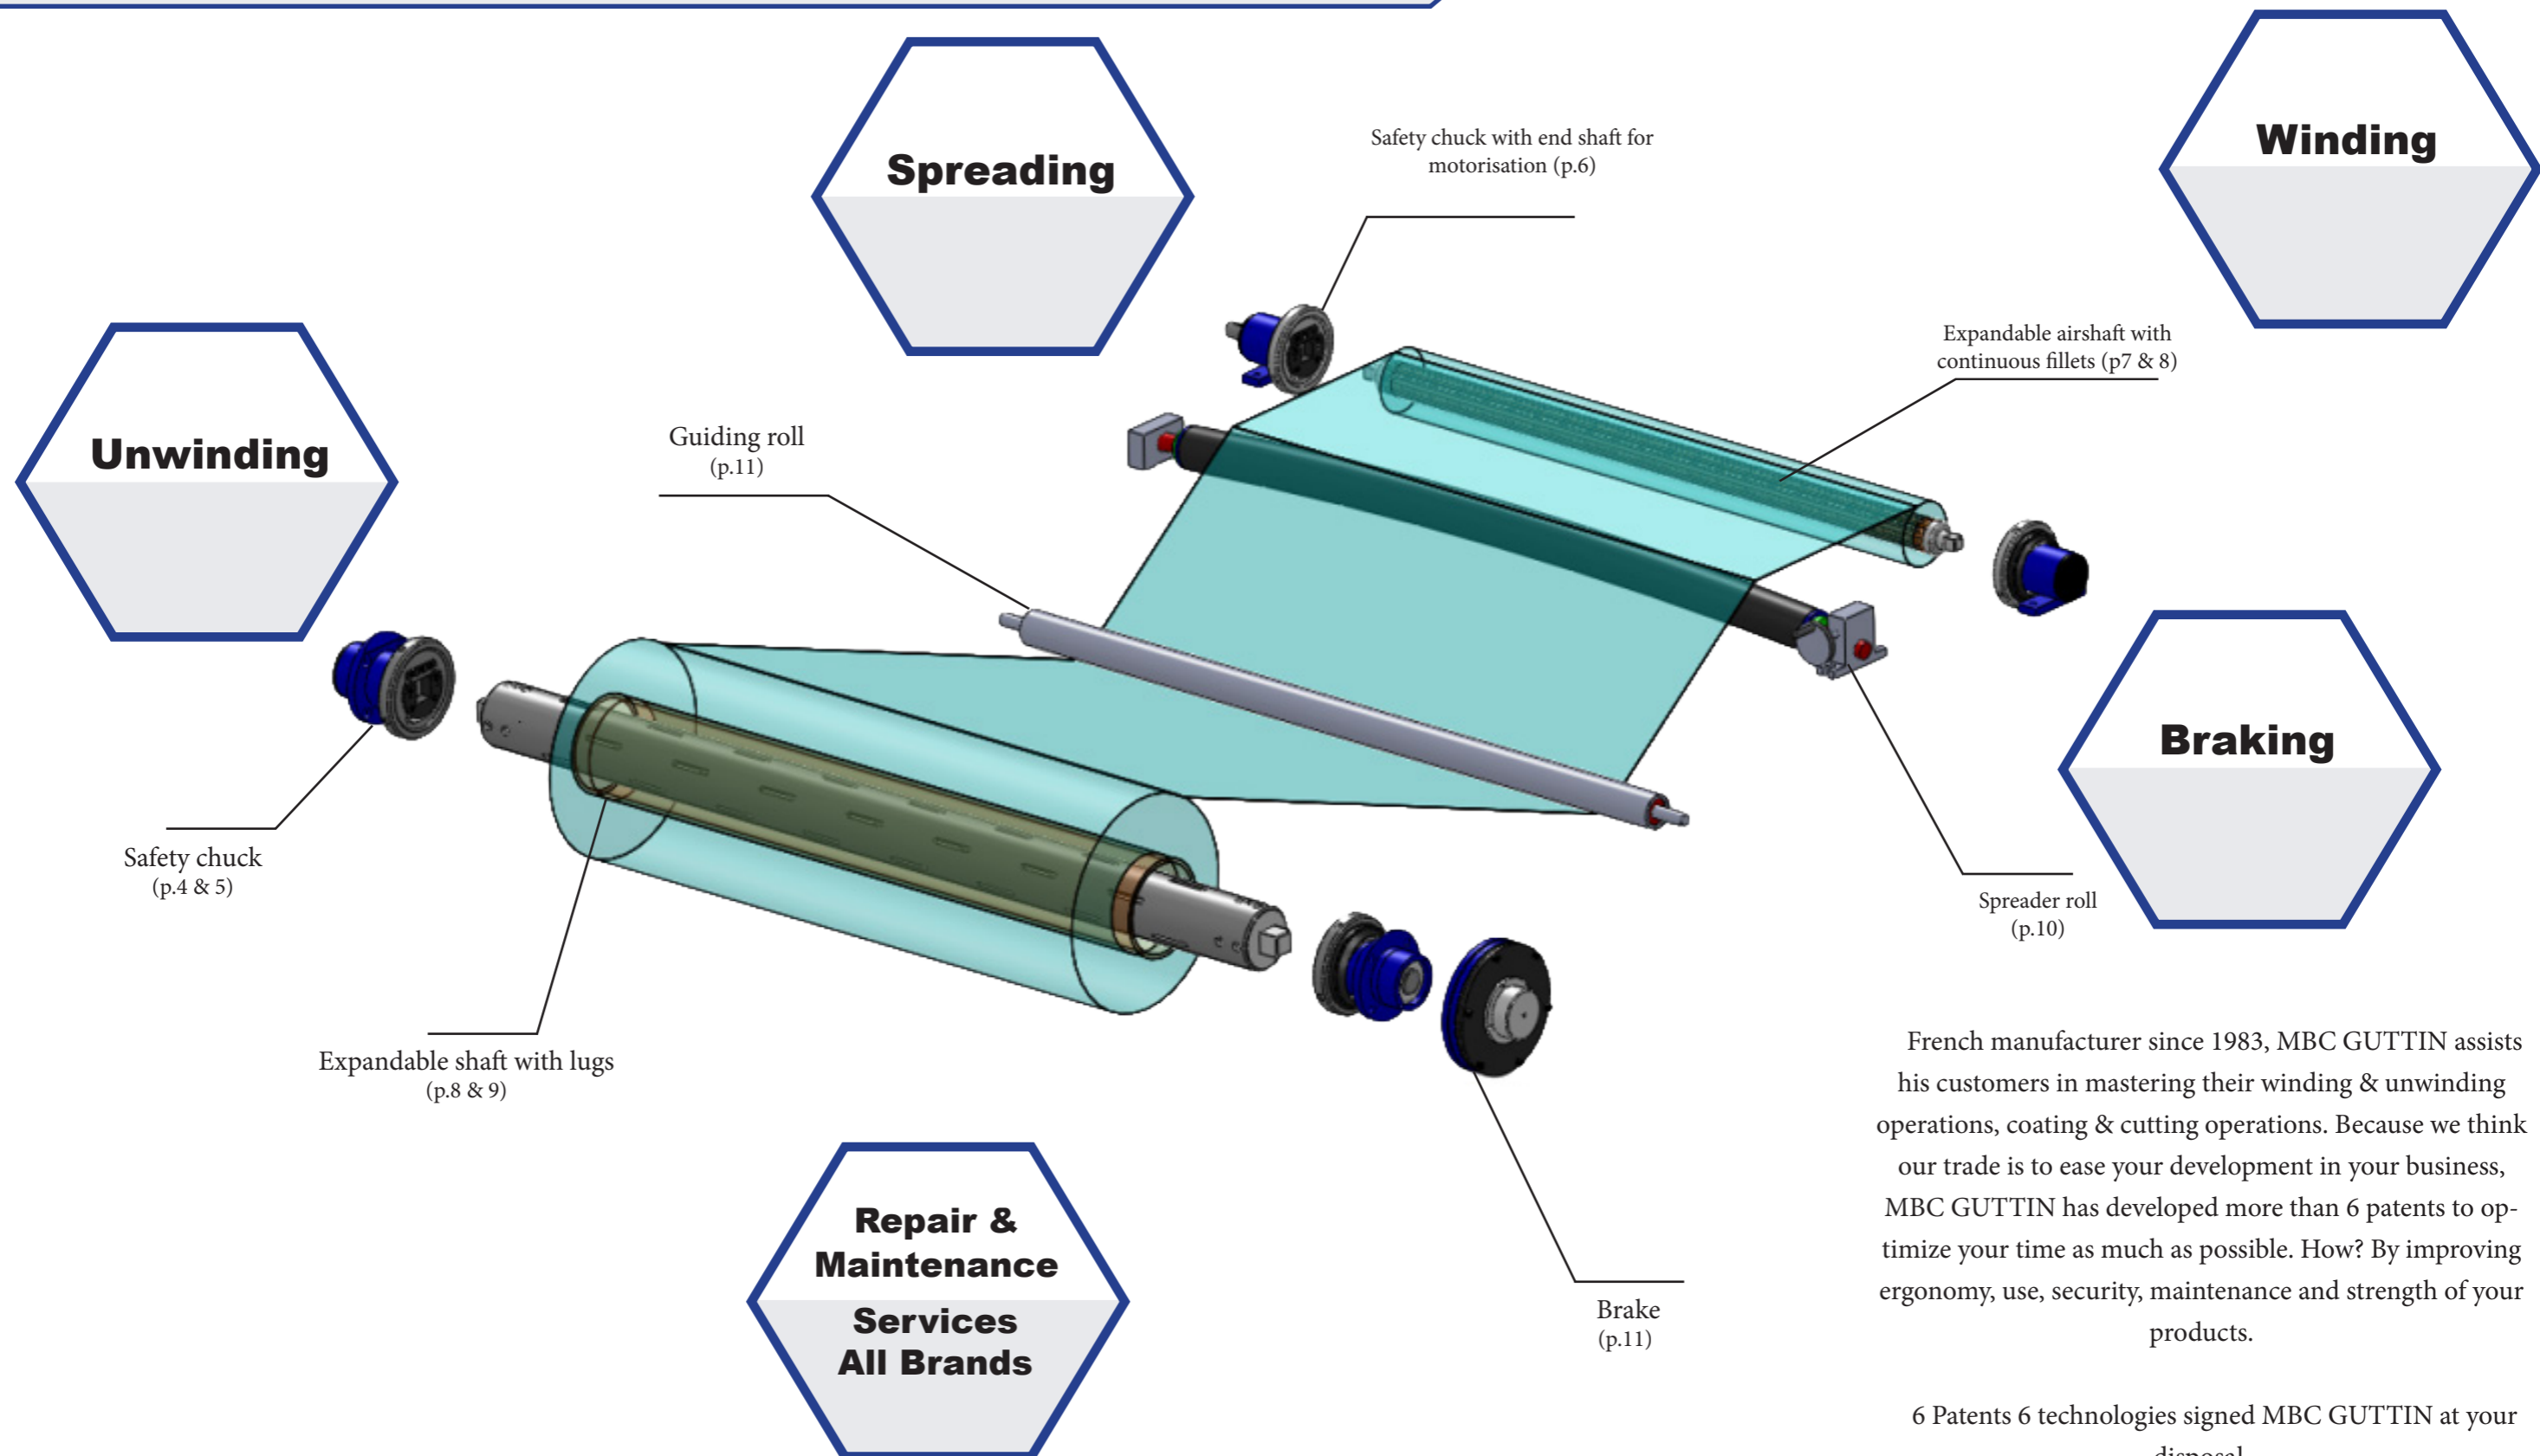 Spreading
Winding
Safety chuck with end shaft for
motorisation (p.6)
Expandable airshaft with
continuous fillets (p7 & 8)
Unwinding
Guiding roll
(p.11)
Braking
Safety chuck
(p.4 & 5)
Spreader roll
(p.10)
Expandable shaft with lugs
(p.8 & 9)
Repair &
Maintenance
Services
All Brands
Brake
(p.11)
French manufacturer since 1983, MBC GUTTIN assists
his customers in mastering their winding & unwinding
operations, coating & cutting operations. Because we think
our trade is to ease your development in your business,
MBC GUTTIN has developed more than 6 patents to op-
timize your time as much as possible. How? By improving
ergonomy, use, security, maintenance and strength of your
products.
6 Patents 6 technologies signed MBC GUTTIN at your
disposal